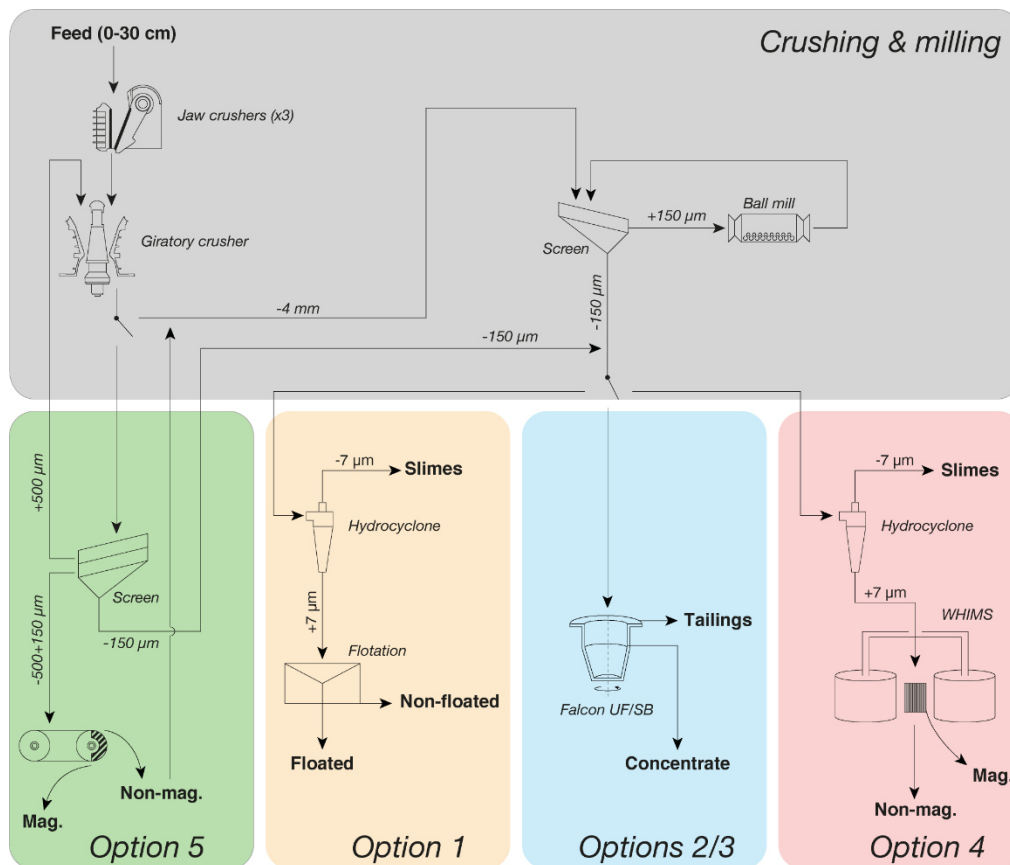 Feed (0-30 cm)
Crushing & milling
Jaw crushers (x3)
Giratory crusher
Ball mill
+150 µm
Screen
-4 mm
-150 µm
-150 µm
+500 µm
Screen
-150 µm
-500+150 µm
Non-mag.
Mag.
Option 5
-7 µm
Slimes
Hydrocyclone
+7 µm
Flotation
Non-floated
Floated
Option 1
Tailings
Falcon UF/SB
Concentrate
Options 2/3
-7 µm
Slimes
Hydrocyclone
+7 µm
WHIMS
Mag.
Non-mag.
Option 4